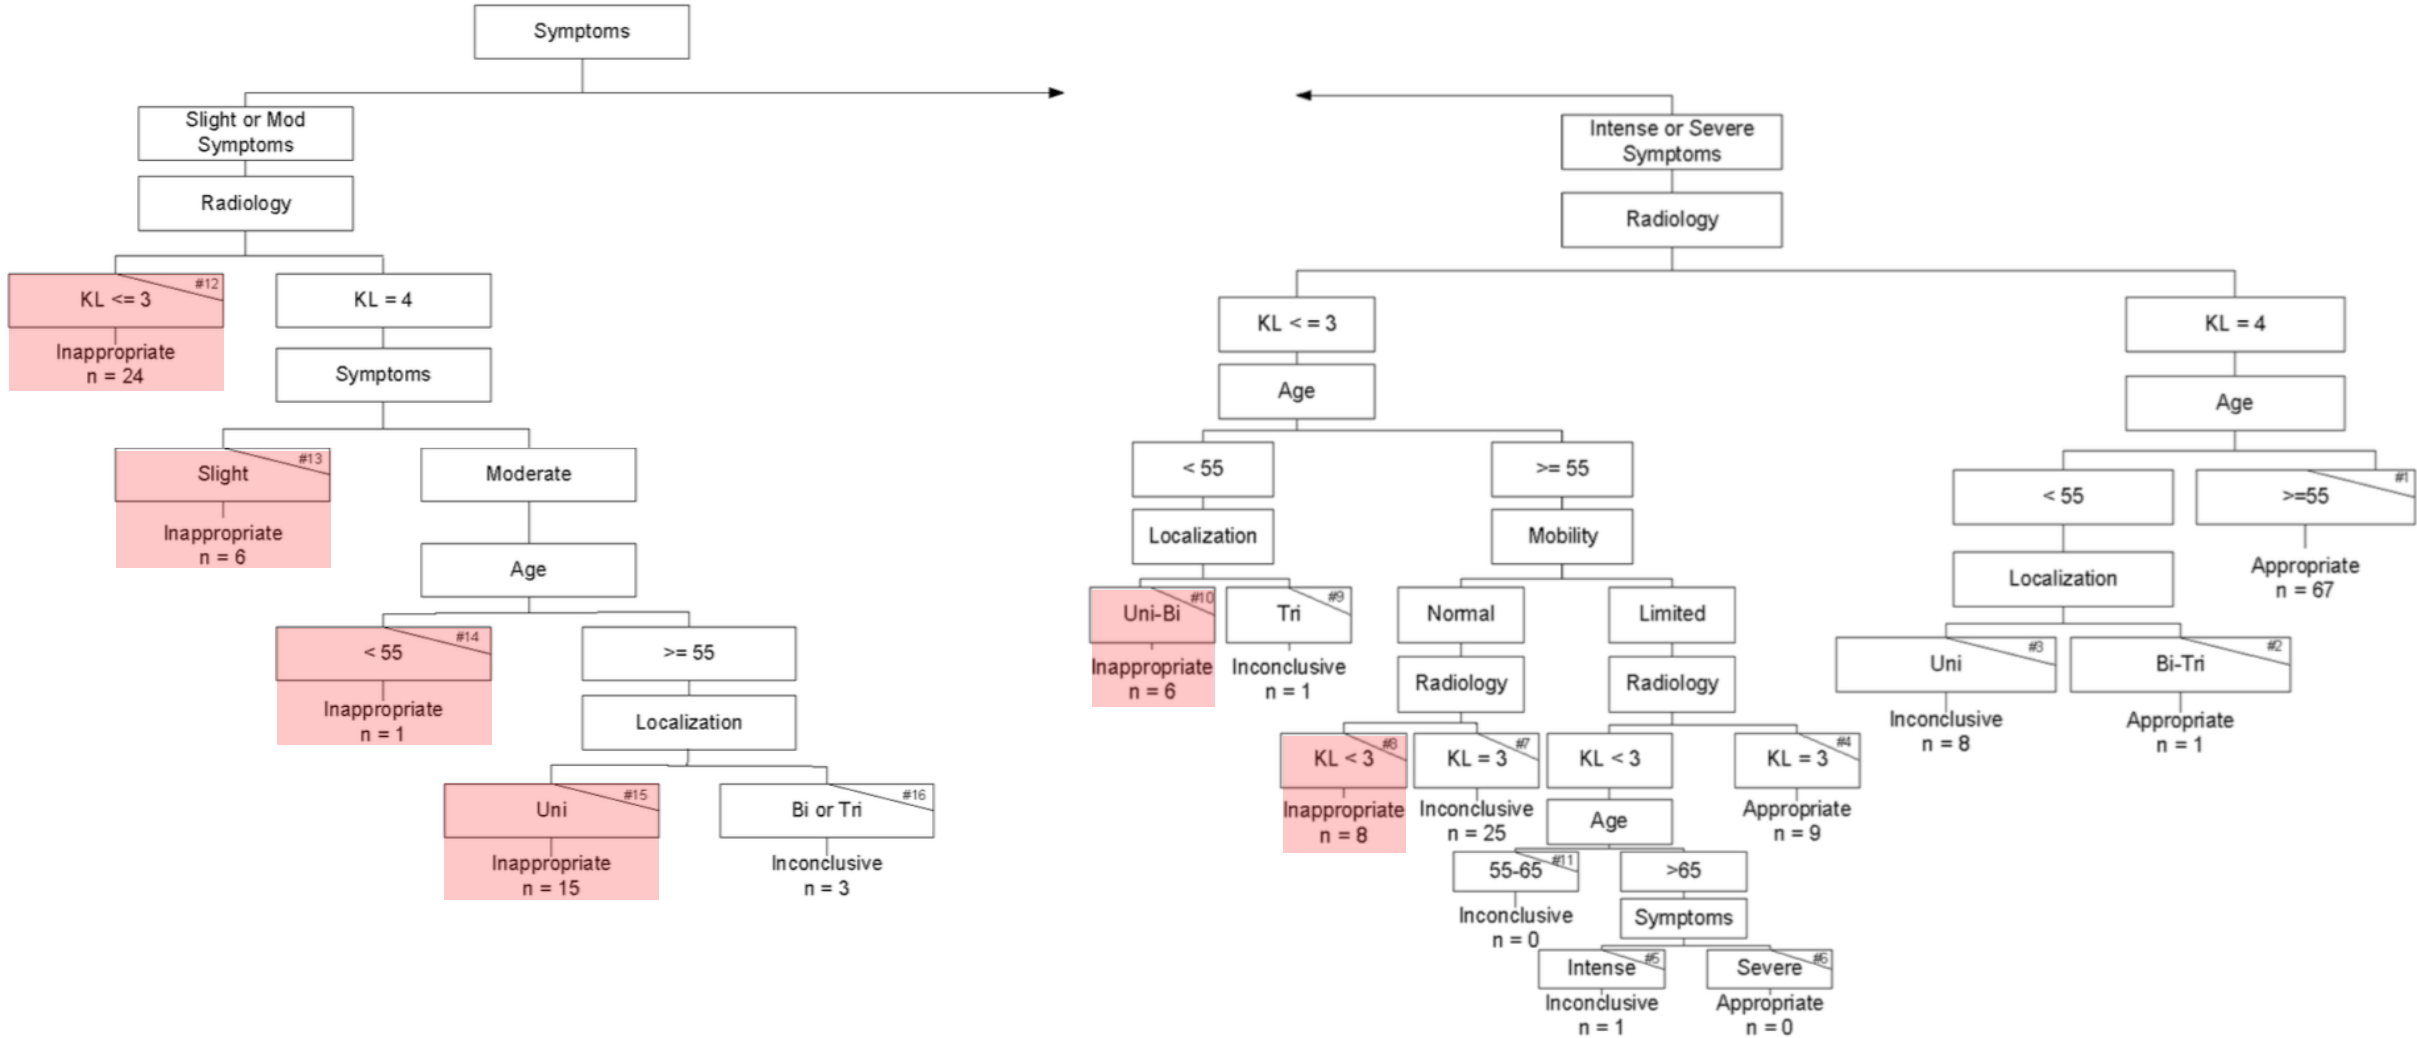 Symptoms
Slight or Mod
Symptoms
Radiology
#12
KL <= 3
Inappropriate
n = 24
KL = 4
Symptoms
#13
Slight
Inappropriate
n = 6
Moderate
Age
#14
< 55
Inappropriate
n = 1
>= 55
Localization
#15
Uni
Inappropriate
n = 15
#16
Bi or Tri
Inconclusive
n = 3
Intense or Severe
Symptoms
Radiology
KL < = 3
Age
< 55
Localization
#10
Uni-Bi
Inappropriate
n = 6
#9
Tri
Inconclusive
n = 1
>= 55
Mobility
Normal
Radiology
#8
KL < 3
Inappropriate
n = 8
#7
KL = 3
Inconclusive
n = 25
Limited
Radiology
KL < 3
Age
#11
55-65
Inconclusive
n = 0
>65
Symptoms
#5
Intense
Inconclusive
n = 1
#6
Severe
Appropriate
n = 0
#4
KL = 3
Appropriate
n = 9
KL = 4
Age
< 55
Localization
#3
Uni
Inconclusive
n = 8
#2
Bi-Tri
Appropriate
n = 1
#1
>=55
Appropriate
n = 67